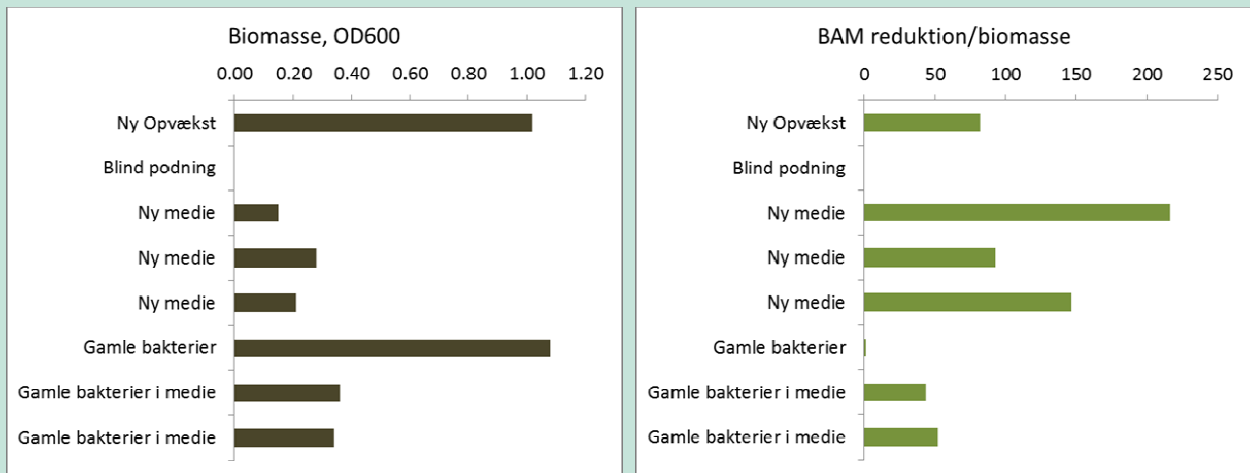 Biomasse, OD600
0.00 0.20 0.40 0.60 0.80 1.00 1.20
Ny Opvækst
Blind podning
Ny medie
Ny medie
Ny medie
Gamle bakterier
Gamle bakterier i medie
Gamle bakterier i medie
BAM reduktion/biomasse
0 50 100 150 200 250
Ny Opvækst
Blind podning
Ny medie
Ny medie
Ny medie
Gamle bakterier
Gamle bakterier i medie
Gamle bakterier i medie